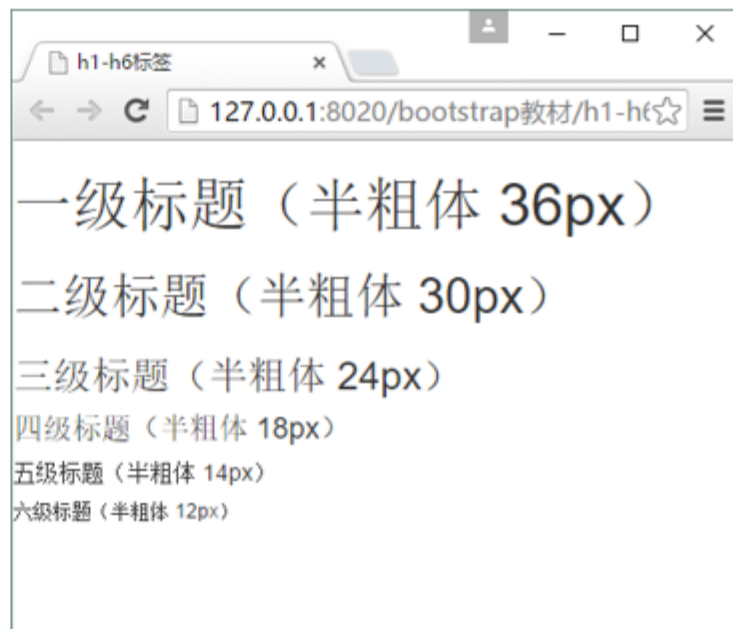 h1-h6标签
127.0.0.1:8020/bootstrap教材/h1-h6
一级标题（半粗体 36px）
二级标题（半粗体 30px）
三级标题（半粗体 24px）
四级标题（半粗体 18px）
五级标题（半粗体 14px）
六级标题（半粗体 12px）